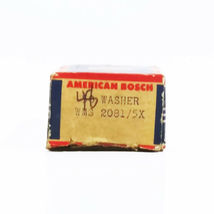 AMERICAN BOSCH
48 WASHER
WMS 2081/5X